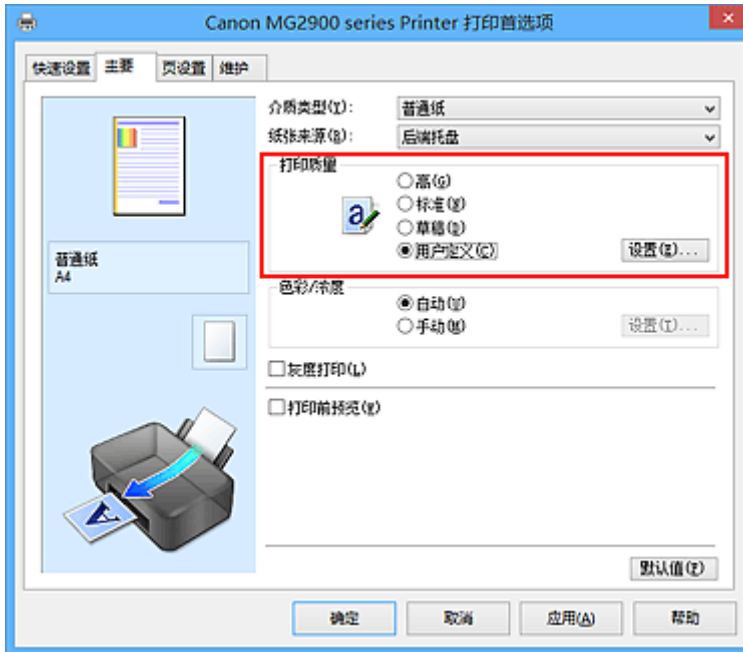 Canon MG2900 series Printer 打印首选项
快速设置 主要 页设置 维护
介质类型(Y): 普通纸
纸张来源(B): 后端托盘
打印质量
高(G)
标准(X)
草稿(D)
用户定义(C) 设置(E)...
普通纸
A4
色彩/浓度
自动(U)
手动(M) 设置(T)...
灰度打印(L)
打印前预览(W)
默认值(F)
确定 取消 应用(A) 帮助